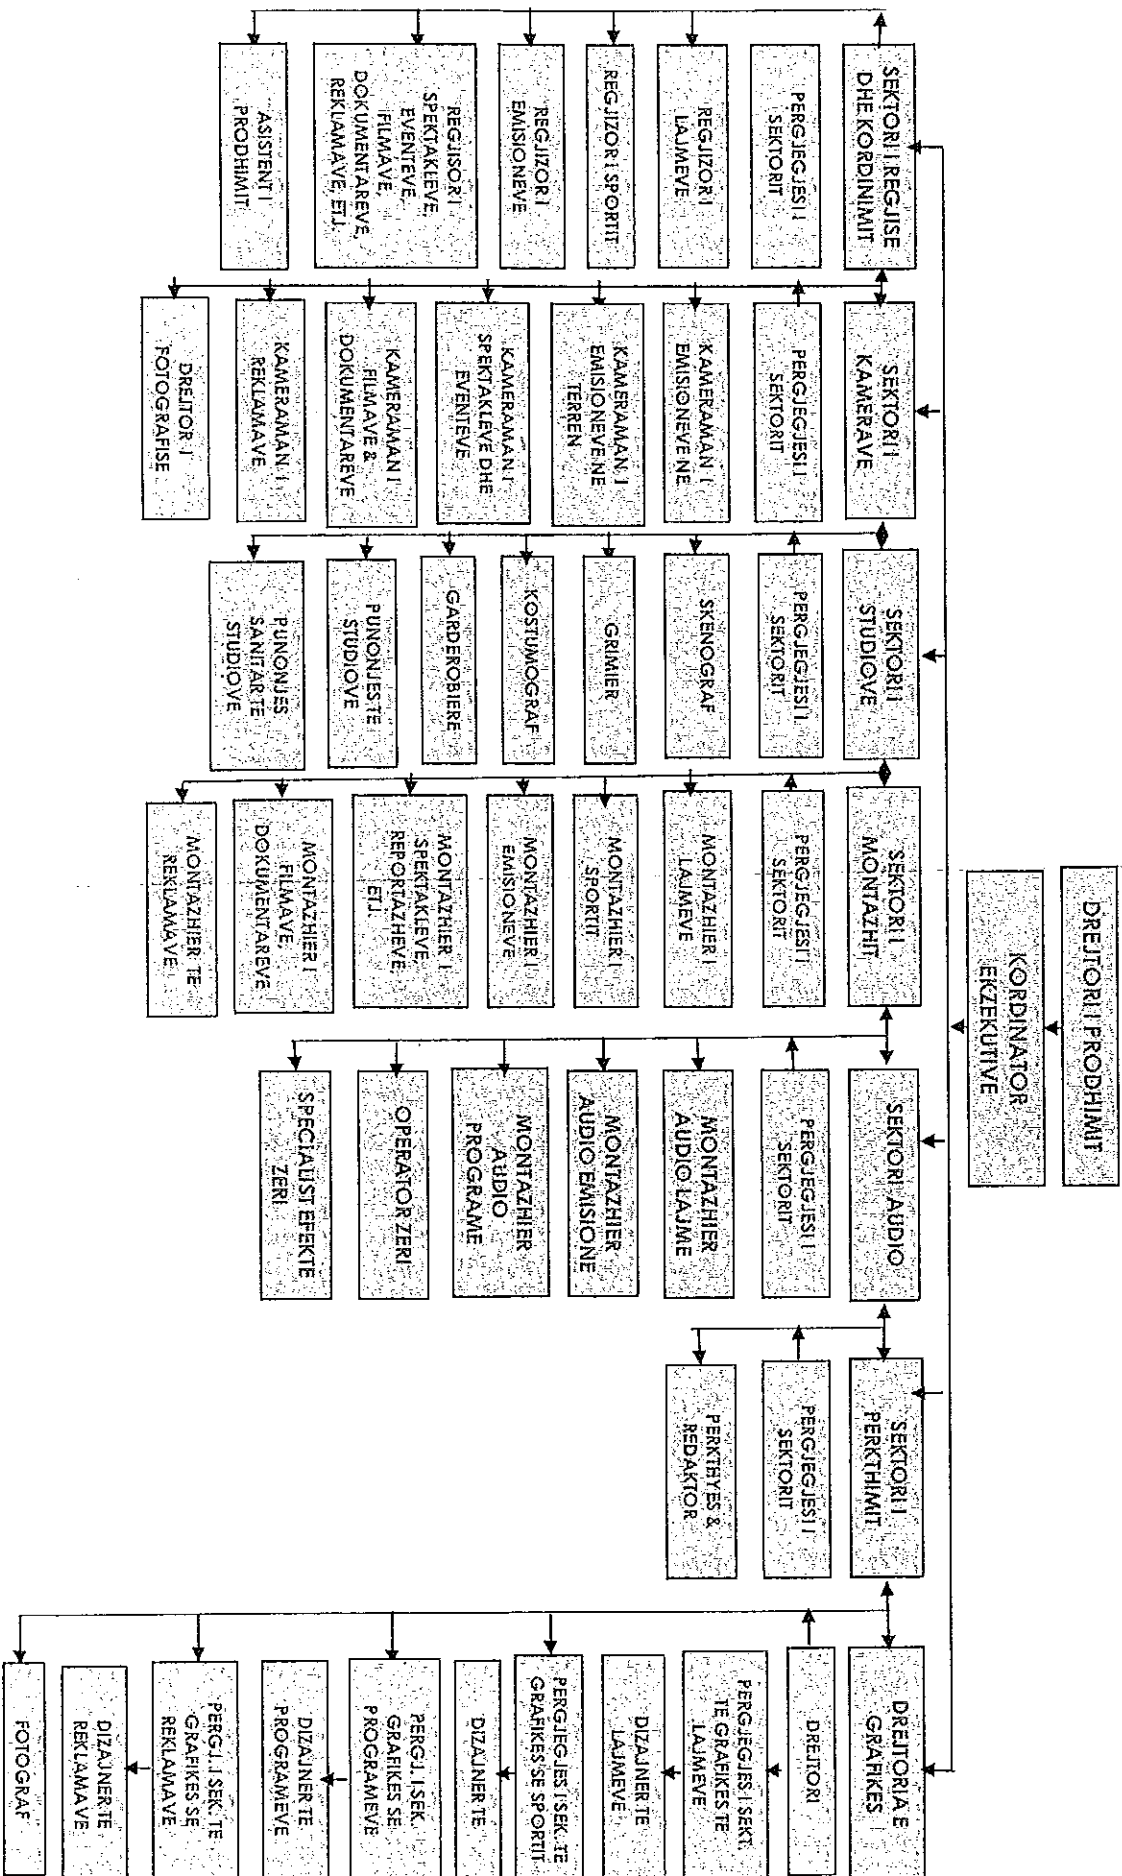 DREJTORI I PRODHIMIT
KORDINATOR
EKZEKUTIVE
SEKTORI I REGJISE
DHE KORDINIMIT
PERGJEGJESI I
SEKTORIT
REGJIZOR I
LAJMEVE
REGJIZOR I SPORTIT
REGJIZOR I
EMISIONEVE
REGJISOR I
SPEKTAKLEVE,
EVENTEVE,
FILMAVE,
DOKUMENTAREVE,
REKLAMAVE, ETJ.
ASISTENT I
PRODHIMIT
SEKTORI I
KAMERAVE
PERGJEGJESI I
SEKTORIT
KAMERAMAN I
EMISIONEVE NE
KAMERAMAN I
EMISIONEVE NE
TERREN
KAMERAMAN I
SPEKTAKLEVE DHE
EVENTEVE
KAMERAMAN I
FILMAVE &
DOKUMENTAREVE
KAMERAMAN I
REKLAMAVE
DREJTOR I
FOTOGRAFISE
SEKTORI I
STUDIOVE
PERGJEGJESI I
SEKTORIT
SKENOGRAF
GRIMIER
KOSTUMOGRAF
GARDEROBIERE
PUNONJES TE
STUDIOVE
PUNONJES
SANITAR TE
STUDIOVE
SEKTORI I
MONTAZHIT
PERGJEGJESI I
SEKTORIT
MONTAZHIER I
LAJMEVE
MONTAZHIER I
SPORTIT
MONTAZHIER I
EMISIONEVE
MONTAZHIER I
SPEKTAKLEVE,
REPORTAZHEVE,
ETJ.
MONTAZHIER I
FILMAVE,
DOKUMENTAREVE
MONTAZHIER TE
REKLAMAVE
SEKTORI AUDIO
PERGJEGJESI I
SEKTORIT
MONTAZHIER
AUDIO LAJME
MONTAZHIER
AUDIO EMISIONE
MONTAZHIER
AUDIO
PROGRAME
OPERATOR ZERI
SPECIALIST EFEKTE
ZERI
SEKTORI I
PERKTHIMIT
PERGJEGJESI I
SEKTORIT
PERKTHYES &
REDAKTOR
DREJTORIA E
GRAFIKES
DREJTORI
PERGJEGJES I SEKT.
TE GRAFIKES TE
LAJMEVE
DIZAJNER TE
LAJMEVE
PERGJEGJES I SEK. TE
GRAFIKES SE SPORTIT
DIZAJNER TE
PERGJ. I SEK.
GRAFIKES SE
PROGRAMEVE
DIZAJNER TE
PROGRAMEVE
PERGJ. I SEK. TE
GRAFIKES SE
REKLAMAVE
DIZAJNER TE
REKLAMAVE
FOTOGRAF